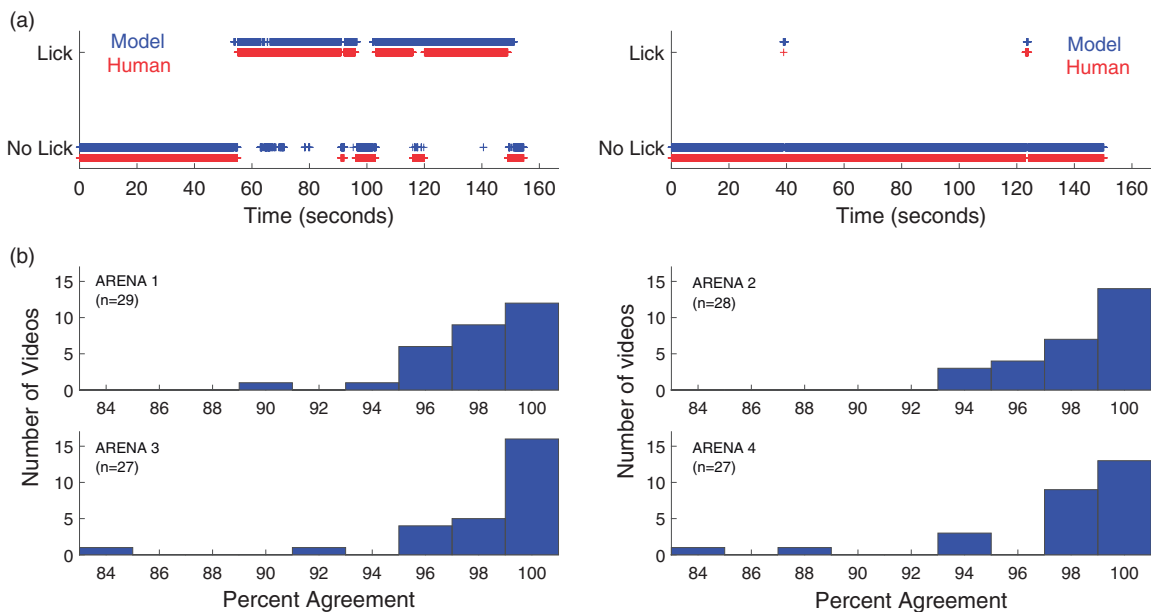 (a)
Lick
Model
Human
No Lick
0 20 40 60 80 100 120 140 160
Time (seconds)
Model
Human
Lick
No Lick
0 20 40 60 80 100 120 140 160
Time (seconds)
(b)
Number of Videos
15
10
5
0
ARENA 1
(n=29)
84 86 88 90 92 94 96 98 100
Number of videos
15
10
5
0
ARENA 2
(n=28)
84 86 88 90 92 94 96 98 100
15
10
5
0
ARENA 3
(n=27)
84 86 88 90 92 94 96 98 100
Percent Agreement
15
10
5
0
ARENA 4
(n=27)
84 86 88 90 92 94 96 98 100
Percent Agreement